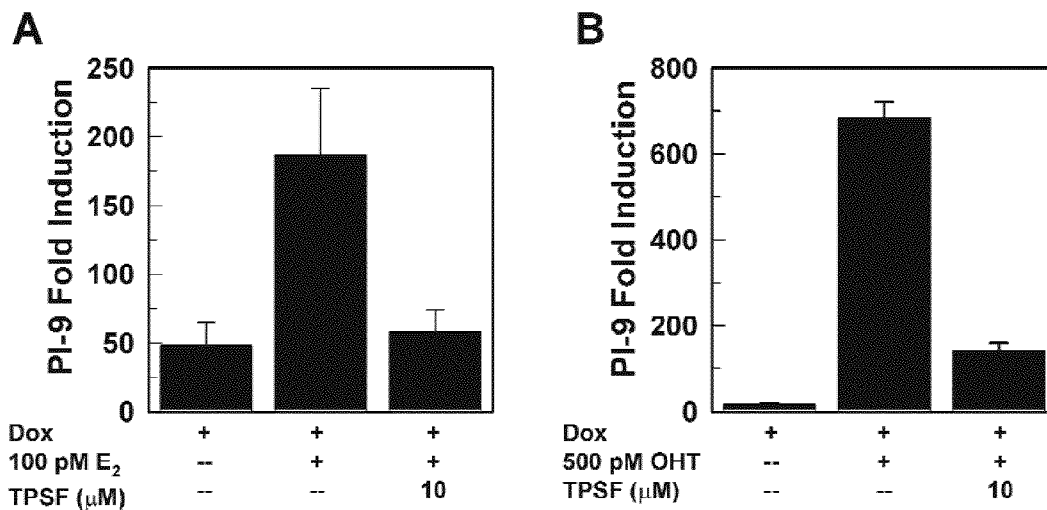 A
PI-9 Fold Induction
250
200
150
100
50
0
Dox + + +
100 pM E₂ -- + +
TPSF (μM) -- -- 10
B
PI-9 Fold Induction
800
600
400
200
0
Dox + + +
500 pM OHT -- + +
TPSF (μM) -- -- 10